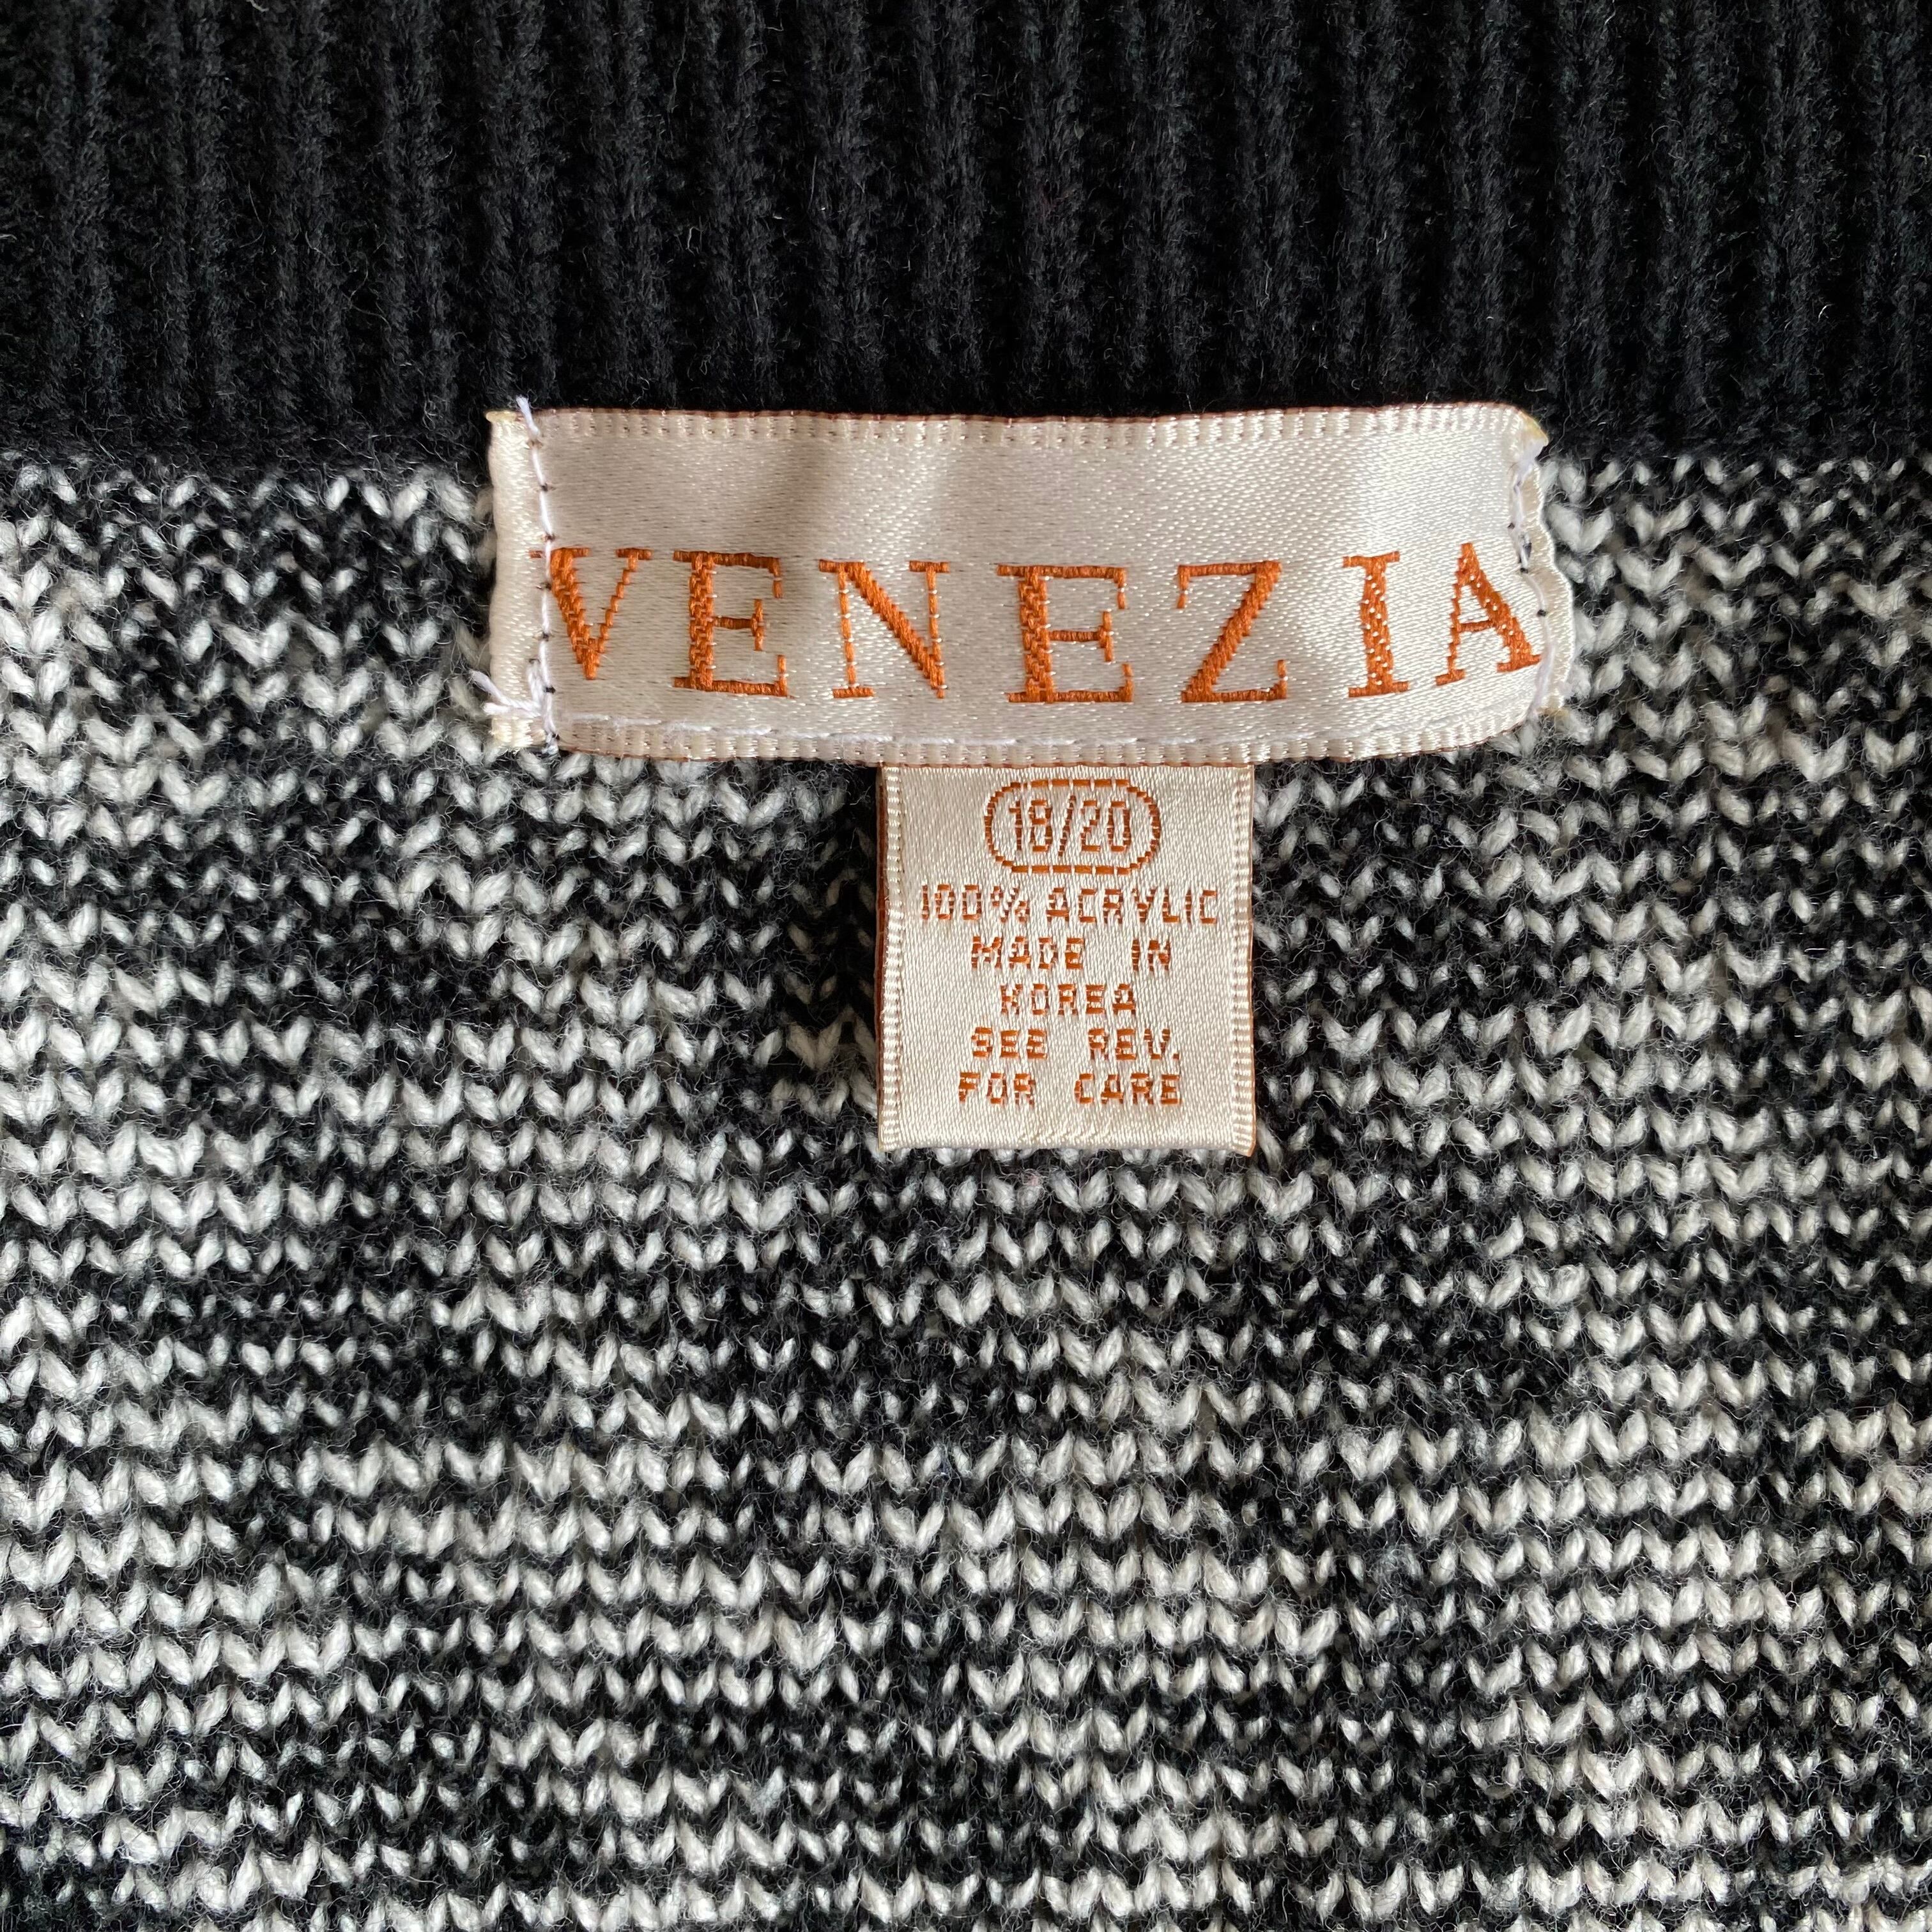 VENEZIA
18/20
100% ACRYLIC
MADE IN
KOREA
SEE REV.
FOR CARE